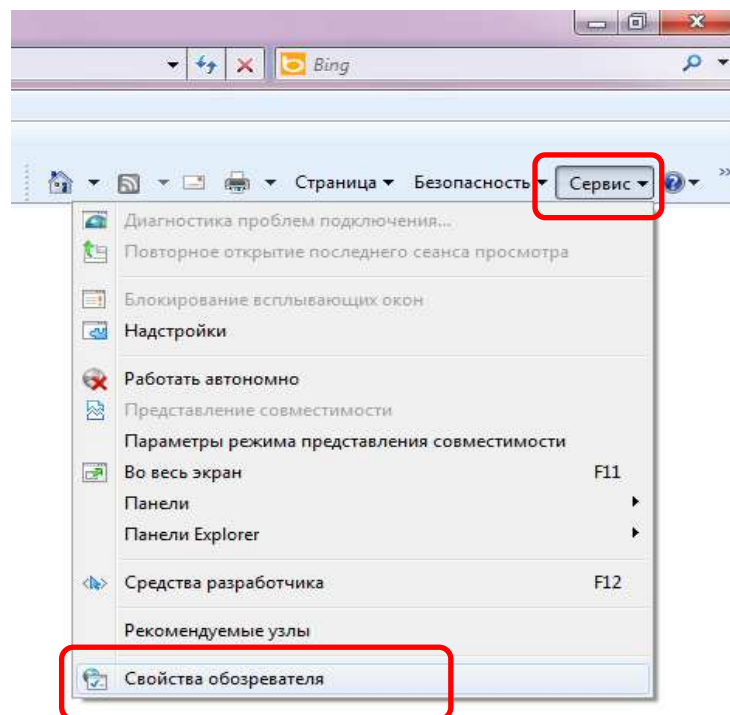 Bing
Страница Безопасность Сервис
Диагностика проблем подключения...
Повторное открытие последнего сеанса просмотра
Блокирование всплывающих окон
Надстройки
Работать автономно
Представление совместимости
Параметры режима представления совместимости
Во весь экран F11
Панели
Панели Explorer
Средства разработчика F12
Рекомендуемые узлы
Свойства обозревателя